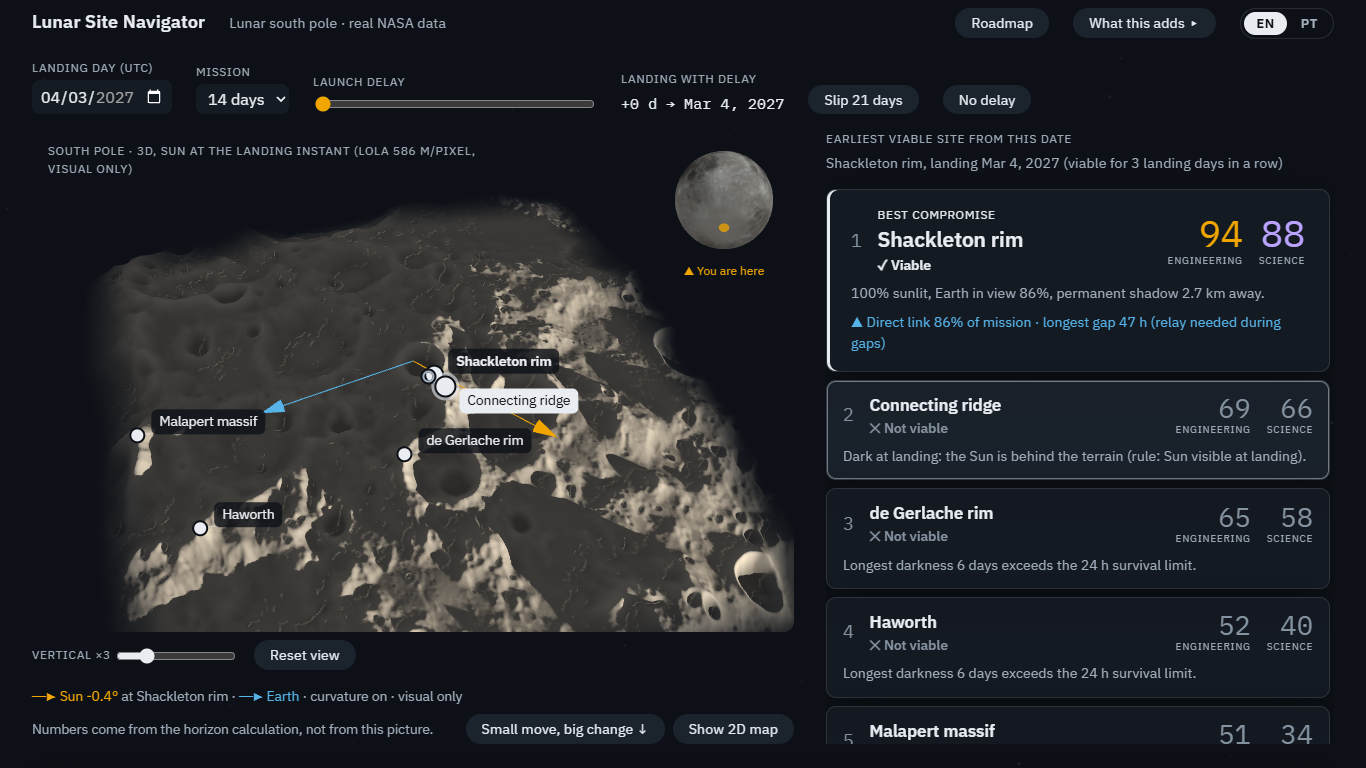 Lunar Site Navigator
Lunar south pole · real NASA data
Roadmap
What this adds ▸
EN
PT
LANDING DAY (UTC)
04/03/2027
MISSION
14 days
LAUNCH DELAY
LANDING WITH DELAY
+0 d → Mar 4, 2027
Slip 21 days
No delay
SOUTH POLE · 3D, SUN AT THE LANDING INSTANT (LOLA 586 M/PIXEL,
VISUAL ONLY)
▲ You are here
Shackleton rim
Connecting ridge
Malapert massif
de Gerlache rim
Haworth
VERTICAL ×3
Reset view
Sun -0.4° at Shackleton rim · Earth · curvature on · visual only
Numbers come from the horizon calculation, not from this picture.
Small move, big change ↓
Show 2D map
EARLIEST VIABLE SITE FROM THIS DATE
Shackleton rim, landing Mar 4, 2027 (viable for 3 landing days in a row)
BEST COMPROMISE
1 Shackleton rim
✓ Viable
94 ENGINEERING
88 SCIENCE
100% sunlit, Earth in view 86%, permanent shadow 2.7 km away.
▲ Direct link 86% of mission · longest gap 47 h (relay needed during
gaps)
2 Connecting ridge
✕ Not viable
69 ENGINEERING
66 SCIENCE
Dark at landing: the Sun is behind the terrain (rule: Sun visible at landing).
3 de Gerlache rim
✕ Not viable
65 ENGINEERING
58 SCIENCE
Longest darkness 6 days exceeds the 24 h survival limit.
4 Haworth
✕ Not viable
52 ENGINEERING
40 SCIENCE
Longest darkness 6 days exceeds the 24 h survival limit.
5 Malapert massif
51
34